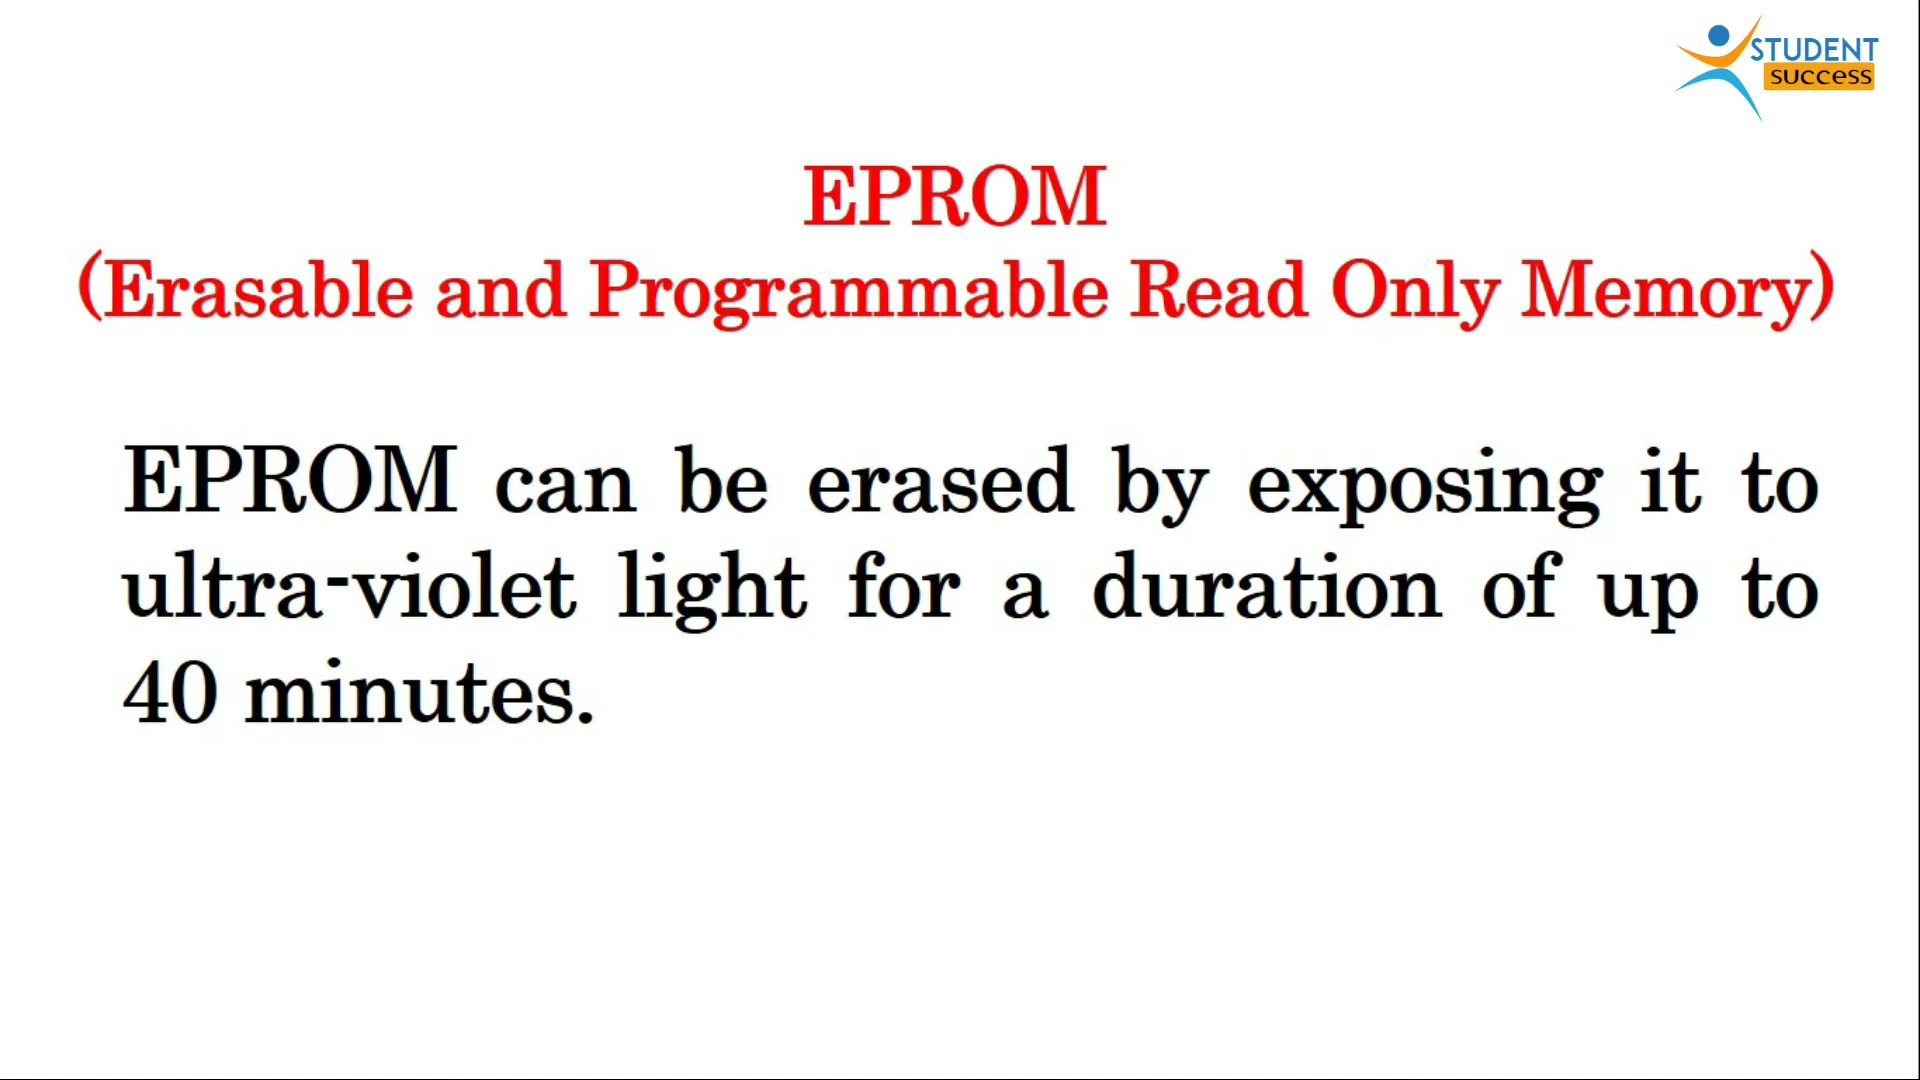 STUDENT
success
EPROM
(Erasable and Programmable Read Only Memory)
EPROM can be erased by exposing it to
ultra-violet light for a duration of up to
40 minutes.